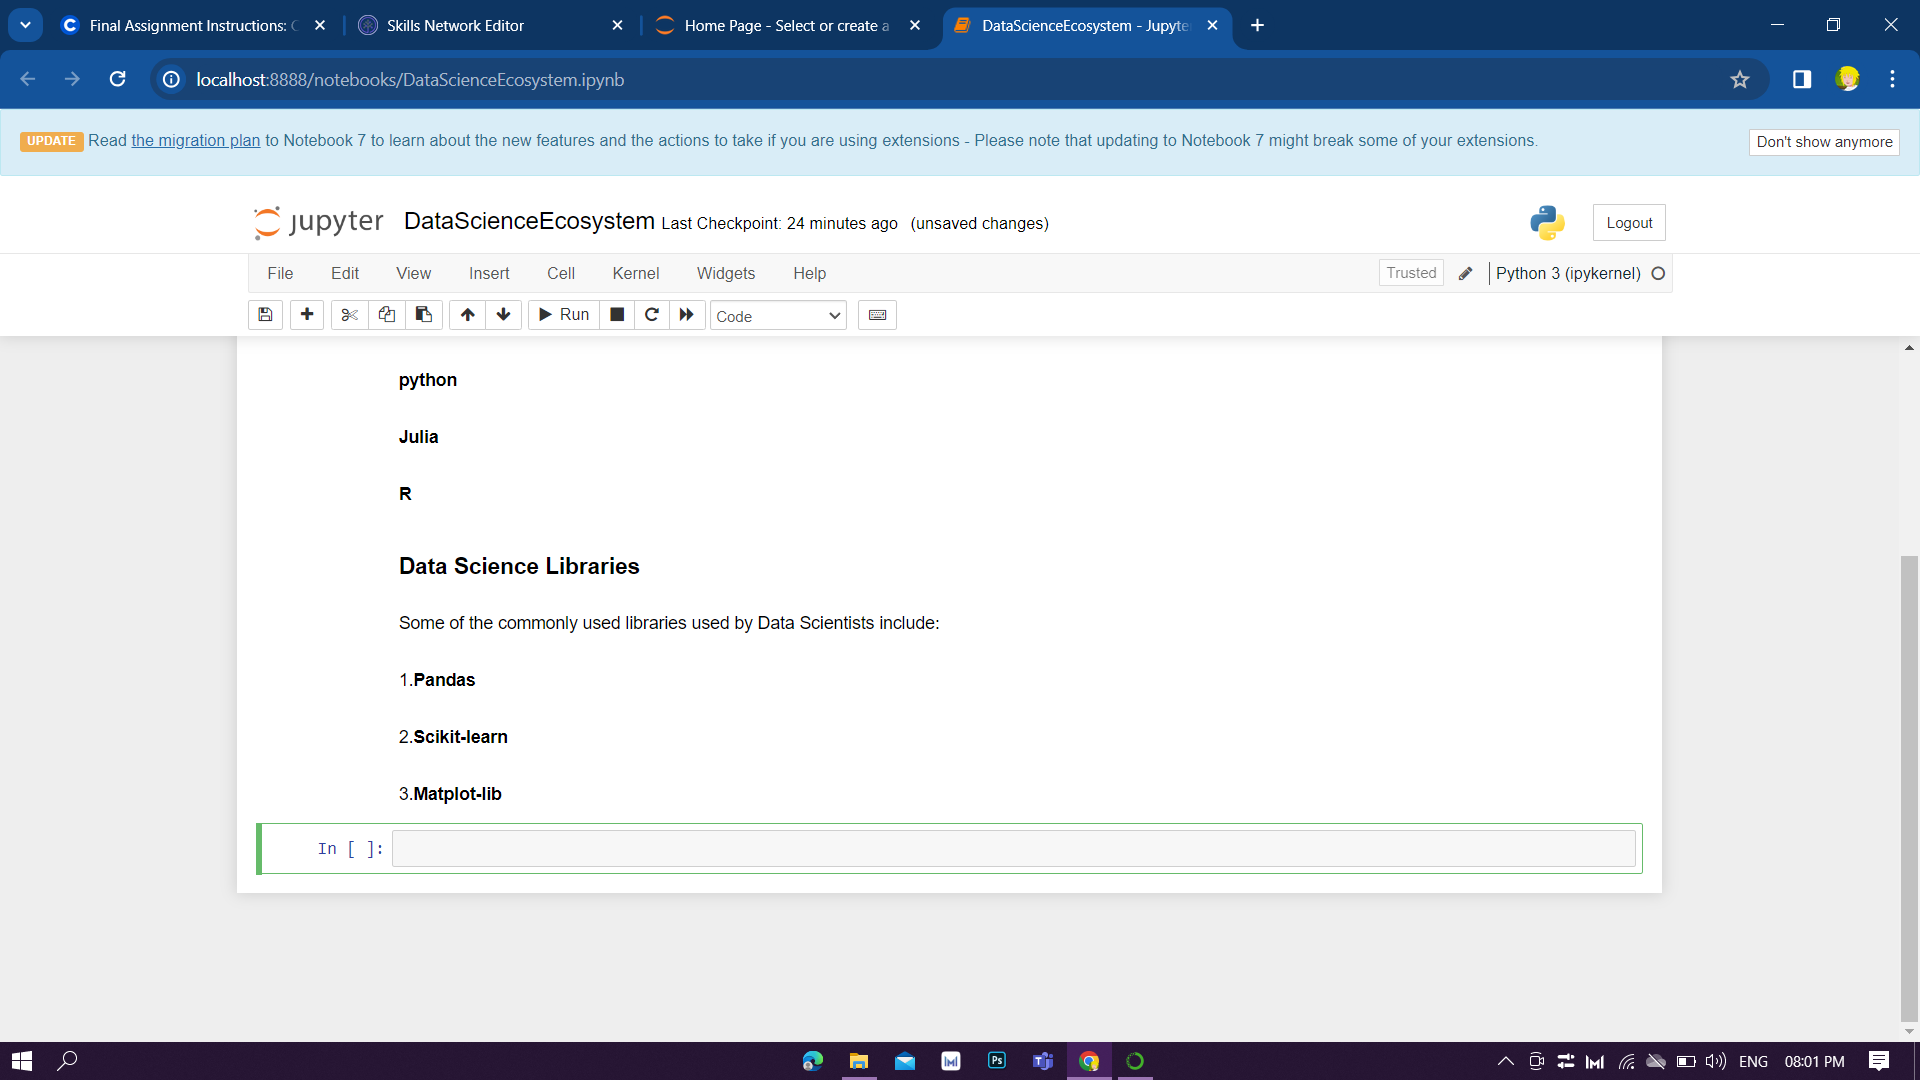 Final Assignment Instructions: C
Skills Network Editor
Home Page - Select or create a
DataScienceEcosystem - Jupyte
localhost:8888/notebooks/DataScienceEcosystem.ipynb
UPDATE Read the migration plan to Notebook 7 to learn about the new features and the actions to take if you are using extensions - Please note that updating to Notebook 7 might break some of your extensions.
Don't show anymore
jupyter DataScienceEcosystem Last Checkpoint: 24 minutes ago (unsaved changes)
Logout
File Edit View Insert Cell Kernel Widgets Help
Trusted Python 3 (ipykernel)
Run Code
python
Julia
R
Data Science Libraries
Some of the commonly used libraries used by Data Scientists include:
1.Pandas
2.Scikit-learn
3.Matplot-lib
In [ ]:
Ps
ENG 08:01 PM